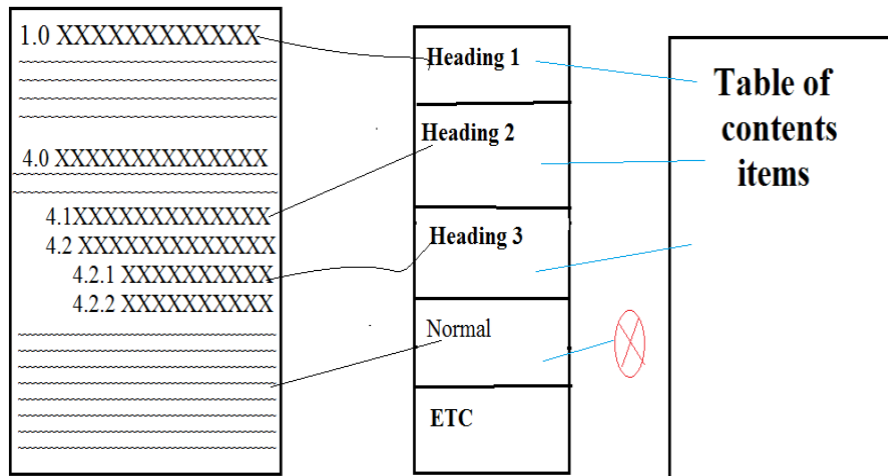 1.0 XXXXXXXXXXXX
4.0 XXXXXXXXXXXXXX
4.1XXXXXXXXXXXXX
4.2 XXXXXXXXXXXXX
4.2.1 XXXXXXXXXX
4.2.2 XXXXXXXXXX
Heading 1
Heading 2
Heading 3
Normal
ETC
Table of
contents
items